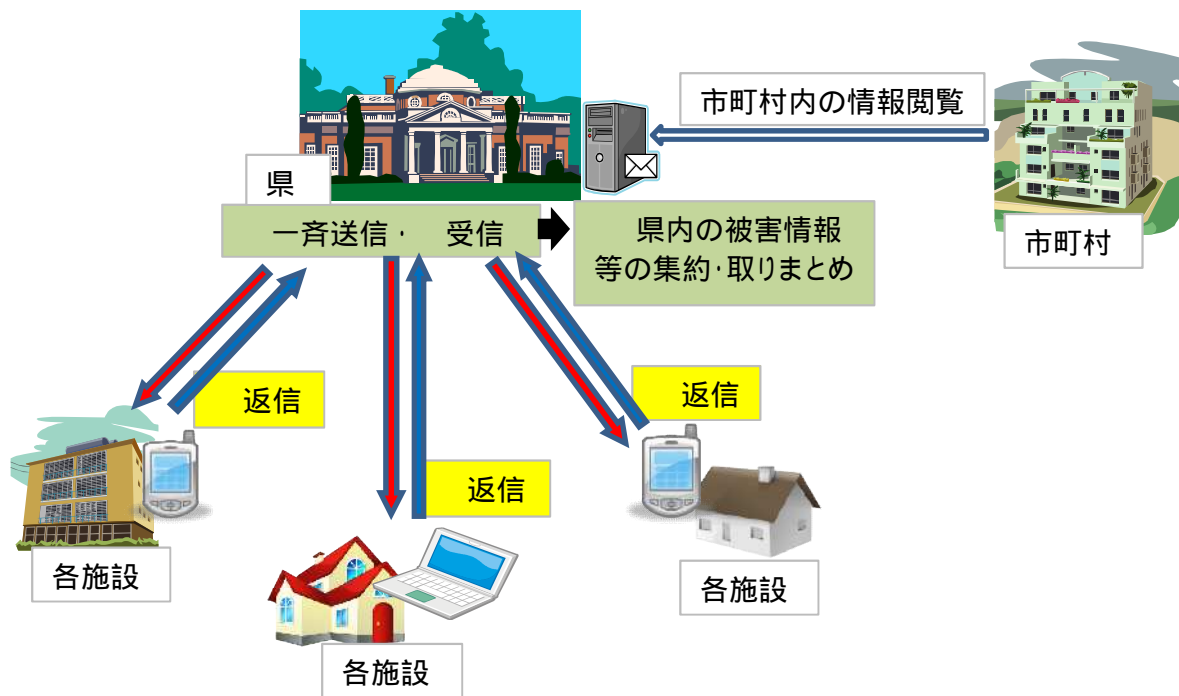 市町村内の情報閲覧
県
一斉送信・　受信
県内の被害情報
等の集約・取りまとめ
市町村
返信
返信
返信
各施設
各施設
各施設